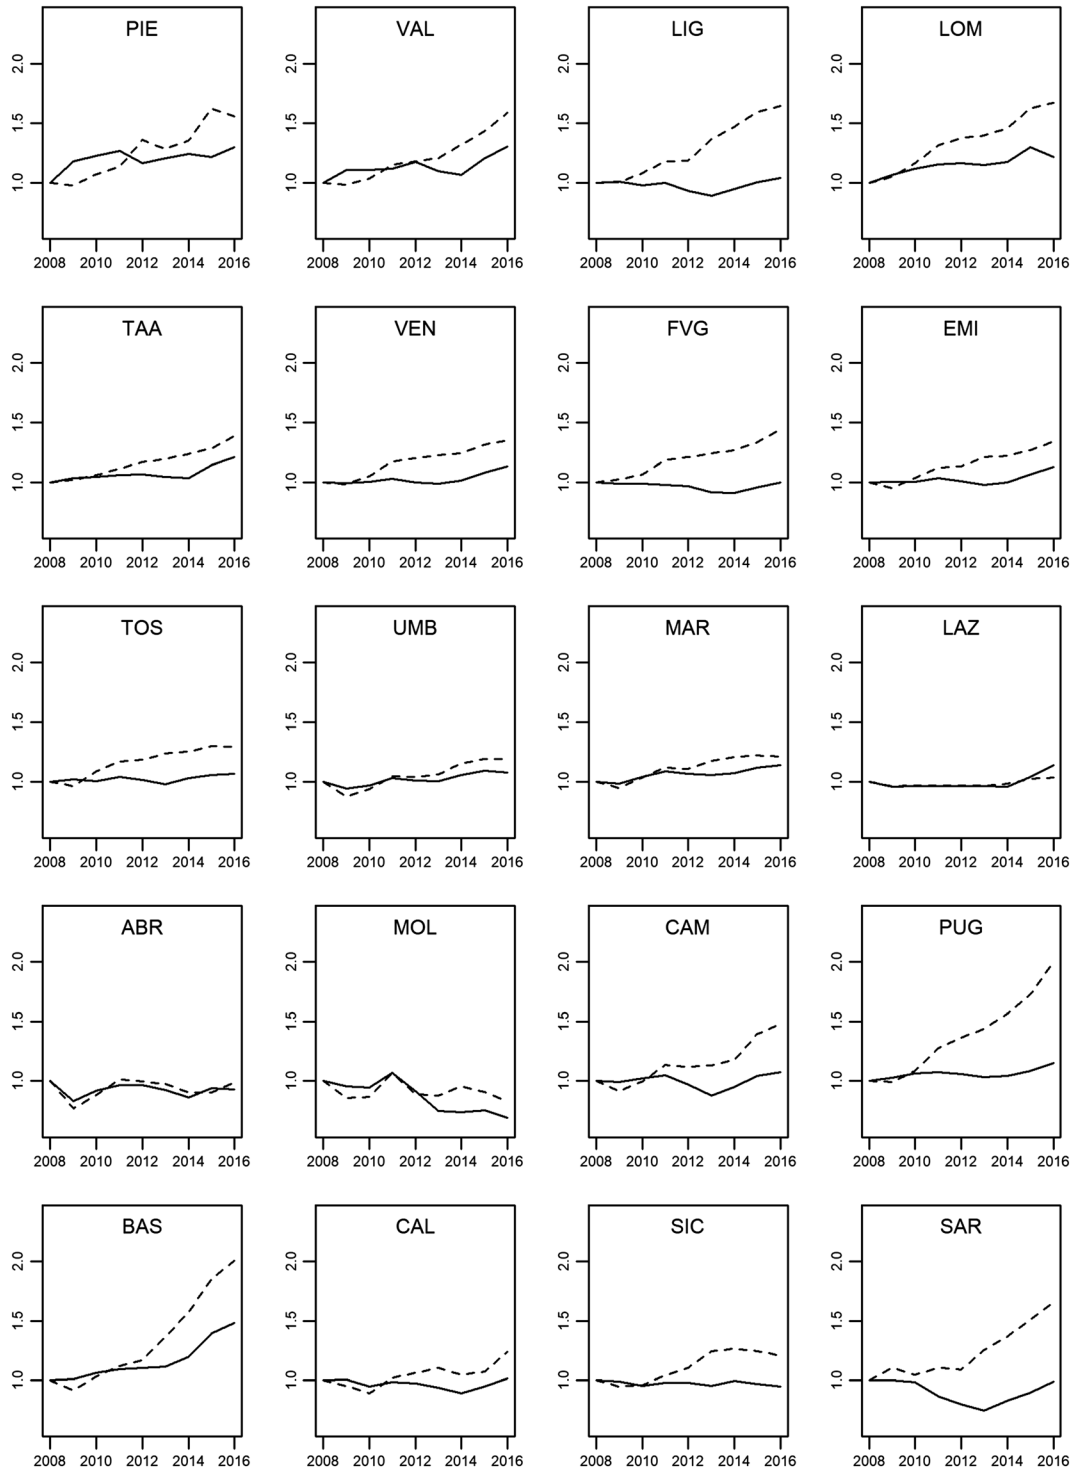 PIE VAL LIG LOM
2.0 2.0 2.0 2.0
1.5 1.5 1.5 1.5
1.0 1.0 1.0 1.0
2008 2010 2012 2014 2016 2008 2010 2012 2014 2016 2008 2010 2012 2014 2016 2008 2010 2012 2014 2016
TAA VEN FVG EMI
2.0 2.0 2.0 2.0
1.5 1.5 1.5 1.5
1.0 1.0 1.0 1.0
2008 2010 2012 2014 2016 2008 2010 2012 2014 2016 2008 2010 2012 2014 2016 2008 2010 2012 2014 2016
TOS UMB MAR LAZ
2.0 2.0 2.0 2.0
1.5 1.5 1.5 1.5
1.0 1.0 1.0 1.0
2008 2010 2012 2014 2016 2008 2010 2012 2014 2016 2008 2010 2012 2014 2016 2008 2010 2012 2014 2016
ABR MOL CAM PUG
2.0 2.0 2.0 2.0
1.5 1.5 1.5 1.5
1.0 1.0 1.0 1.0
2008 2010 2012 2014 2016 2008 2010 2012 2014 2016 2008 2010 2012 2014 2016 2008 2010 2012 2014 2016
BAS CAL SIC SAR
2.0 2.0 2.0 2.0
1.5 1.5 1.5 1.5
1.0 1.0 1.0 1.0
2008 2010 2012 2014 2016 2008 2010 2012 2014 2016 2008 2010 2012 2014 2016 2008 2010 2012 2014 2016